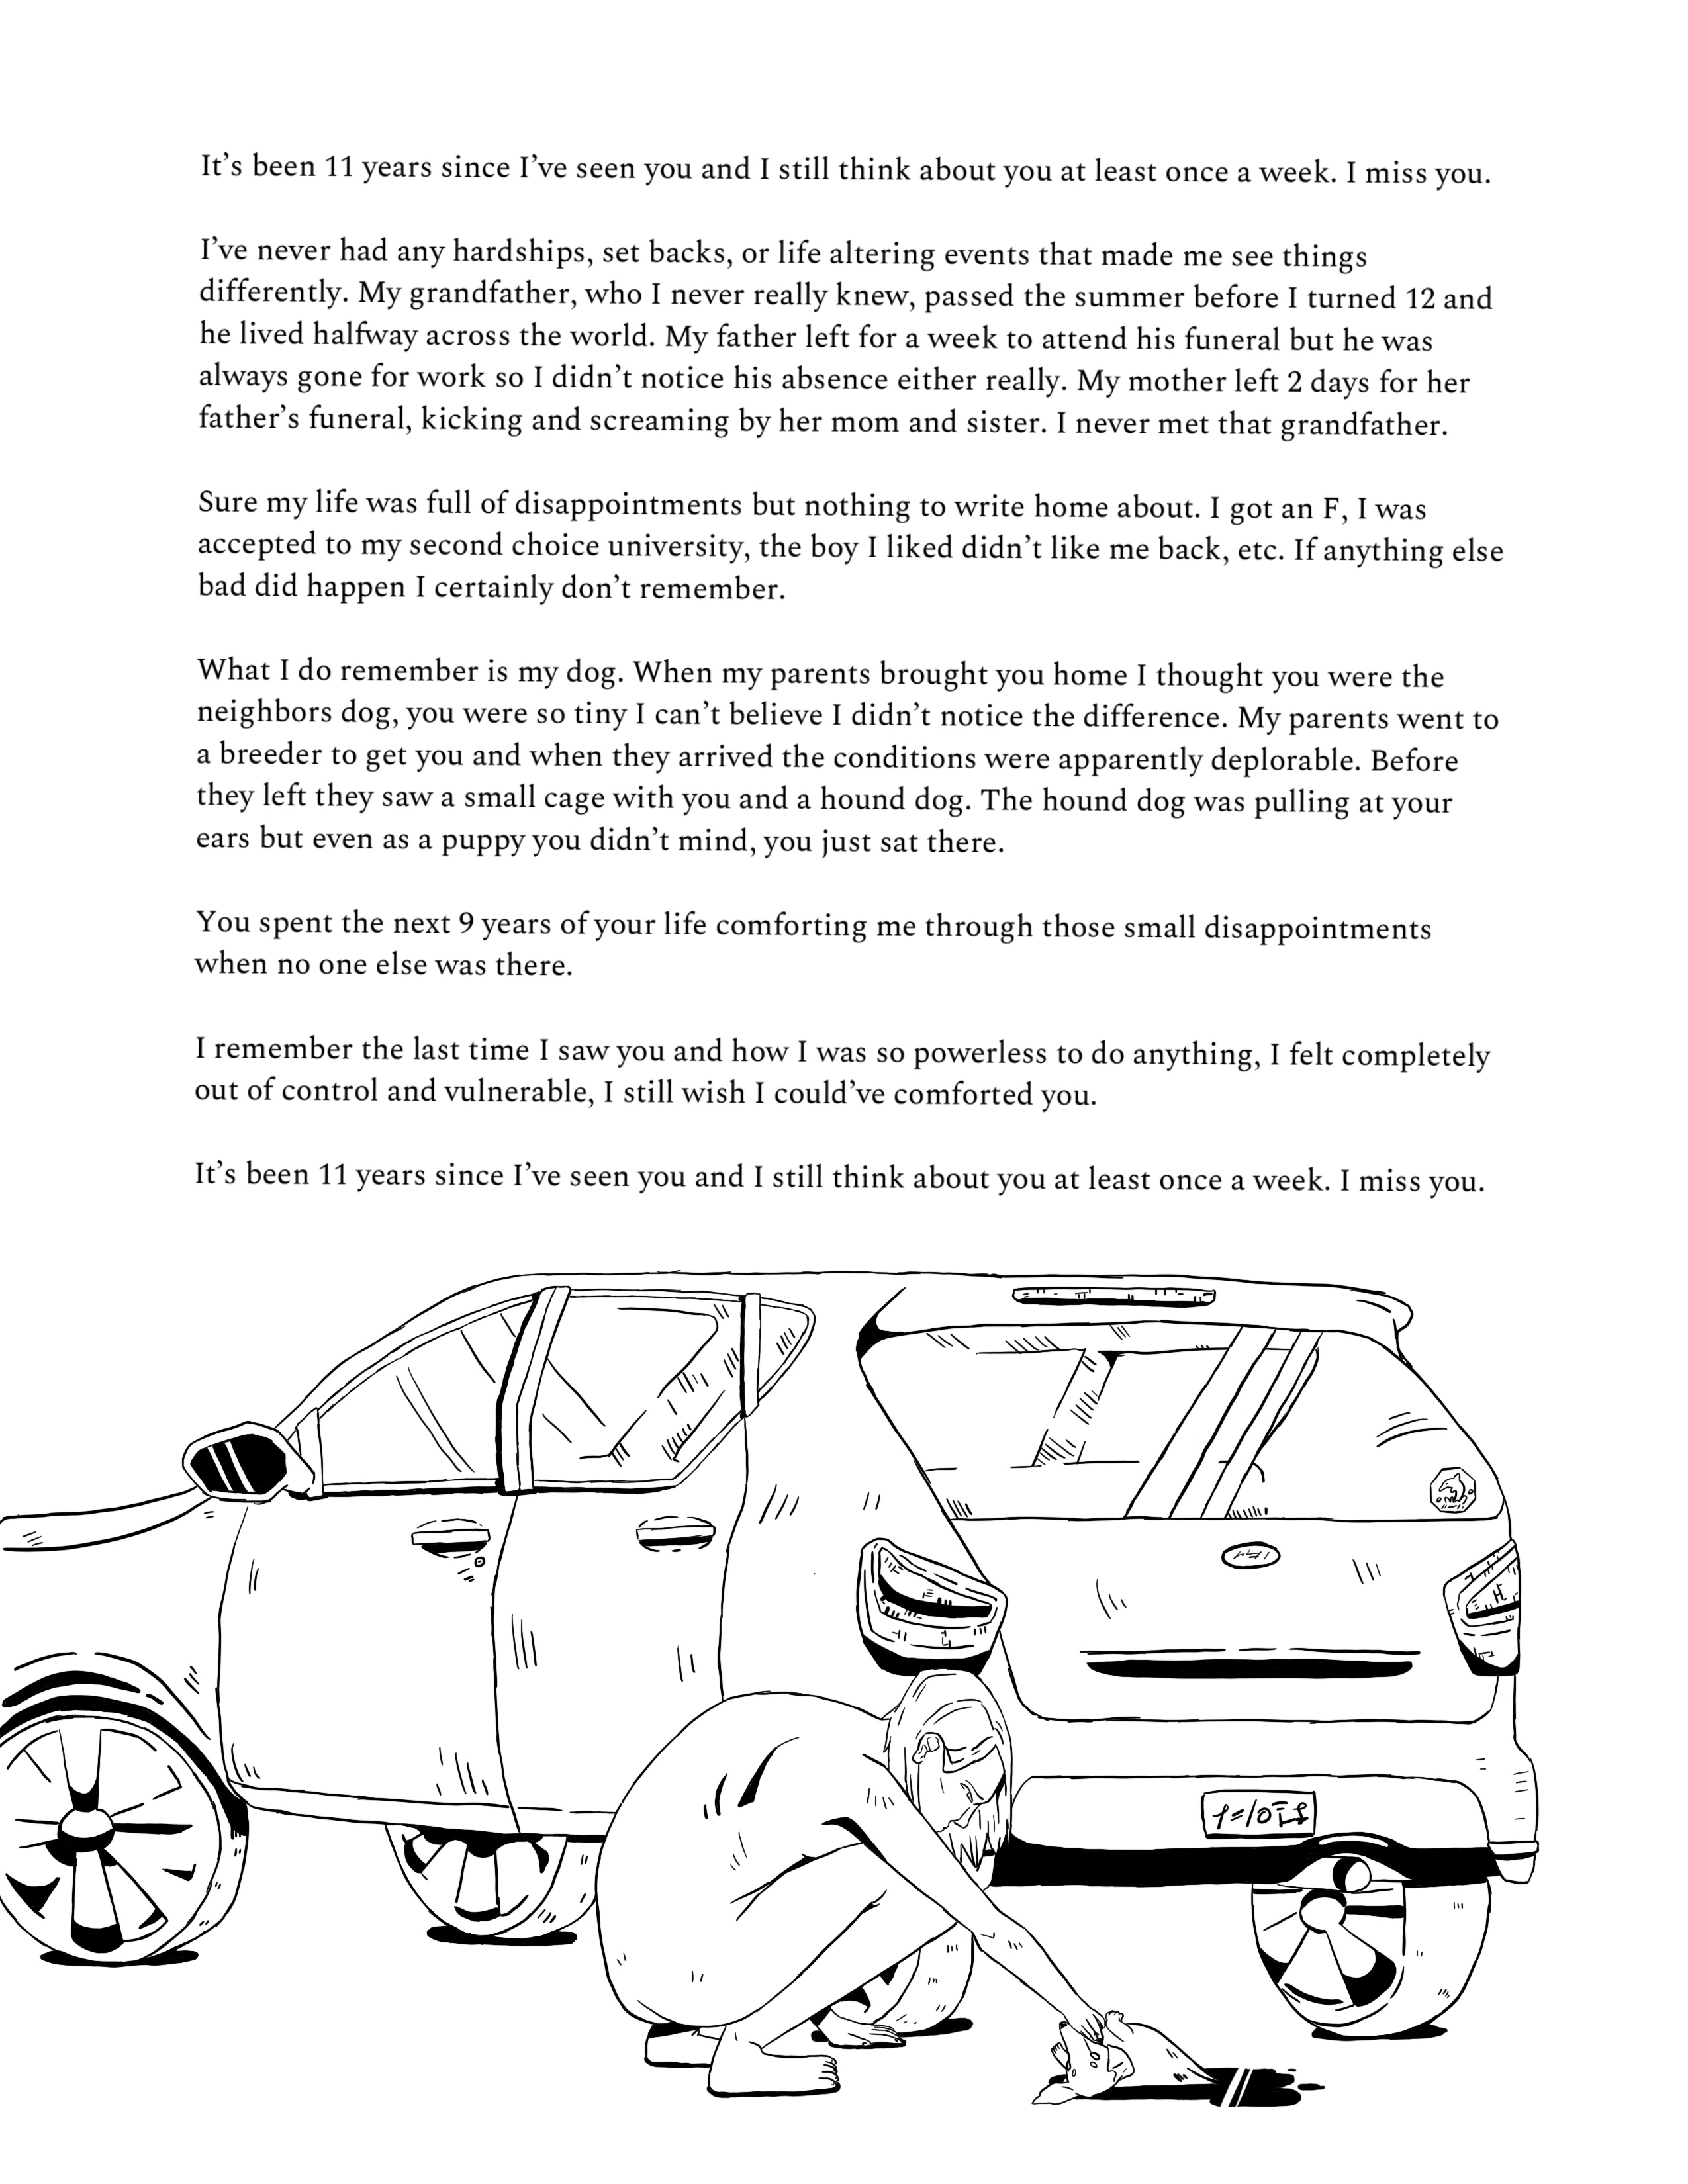 It's been 11 years since I've seen you and I still think about you at least once a week. I miss you.
I've never had any hardships, set backs, or life altering events that made me see things
differently. My grandfather, who I never really knew, passed the summer before I turned 12 and
he lived halfway across the world. My father left for a week to attend his funeral but he was
always gone for work so I didn't notice his absence either really. My mother left 2 days for her
father's funeral, kicking and screaming by her mom and sister. I never met that grandfather.
Sure my life was full of disappointments but nothing to write home about. I got an F, I was
accepted to my second choice university, the boy I liked didn't like me back, etc. If anything else
bad did happen I certainly don't remember.
What I do remember is my dog. When my parents brought you home I thought you were the
neighbors dog, you were so tiny I can't believe I didn't notice the difference. My parents went to
a breeder to get you and when they arrived the conditions were apparently deplorable. Before
they left they saw a small cage with you and a hound dog. The hound dog was pulling at your
ears but even as a puppy you didn't mind, you just sat there.
You spent the next 9 years of your life comforting me through those small disappointments
when no one else was there.
I remember the last time I saw you and how I was so powerless to do anything, I felt completely
out of control and vulnerable, I still wish I could've comforted you.
It's been 11 years since I've seen you and I still think about you at least once a week. I miss you.